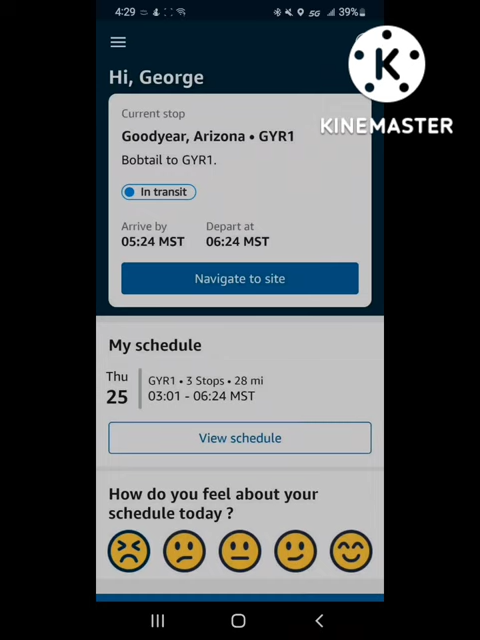 4:29
5G
39%
Hi, George
K
KINEMASTER
Current stop
Goodyear, Arizona • GYR1
Bobtail to GYR1.
In transit
Arrive by Depart at
05:24 MST 06:24 MST
Navigate to site
My schedule
Thu
25
GYR1 • 3 Stops • 28 mi
03:01 - 06:24 MST
View schedule
How do you feel about your
schedule today ?